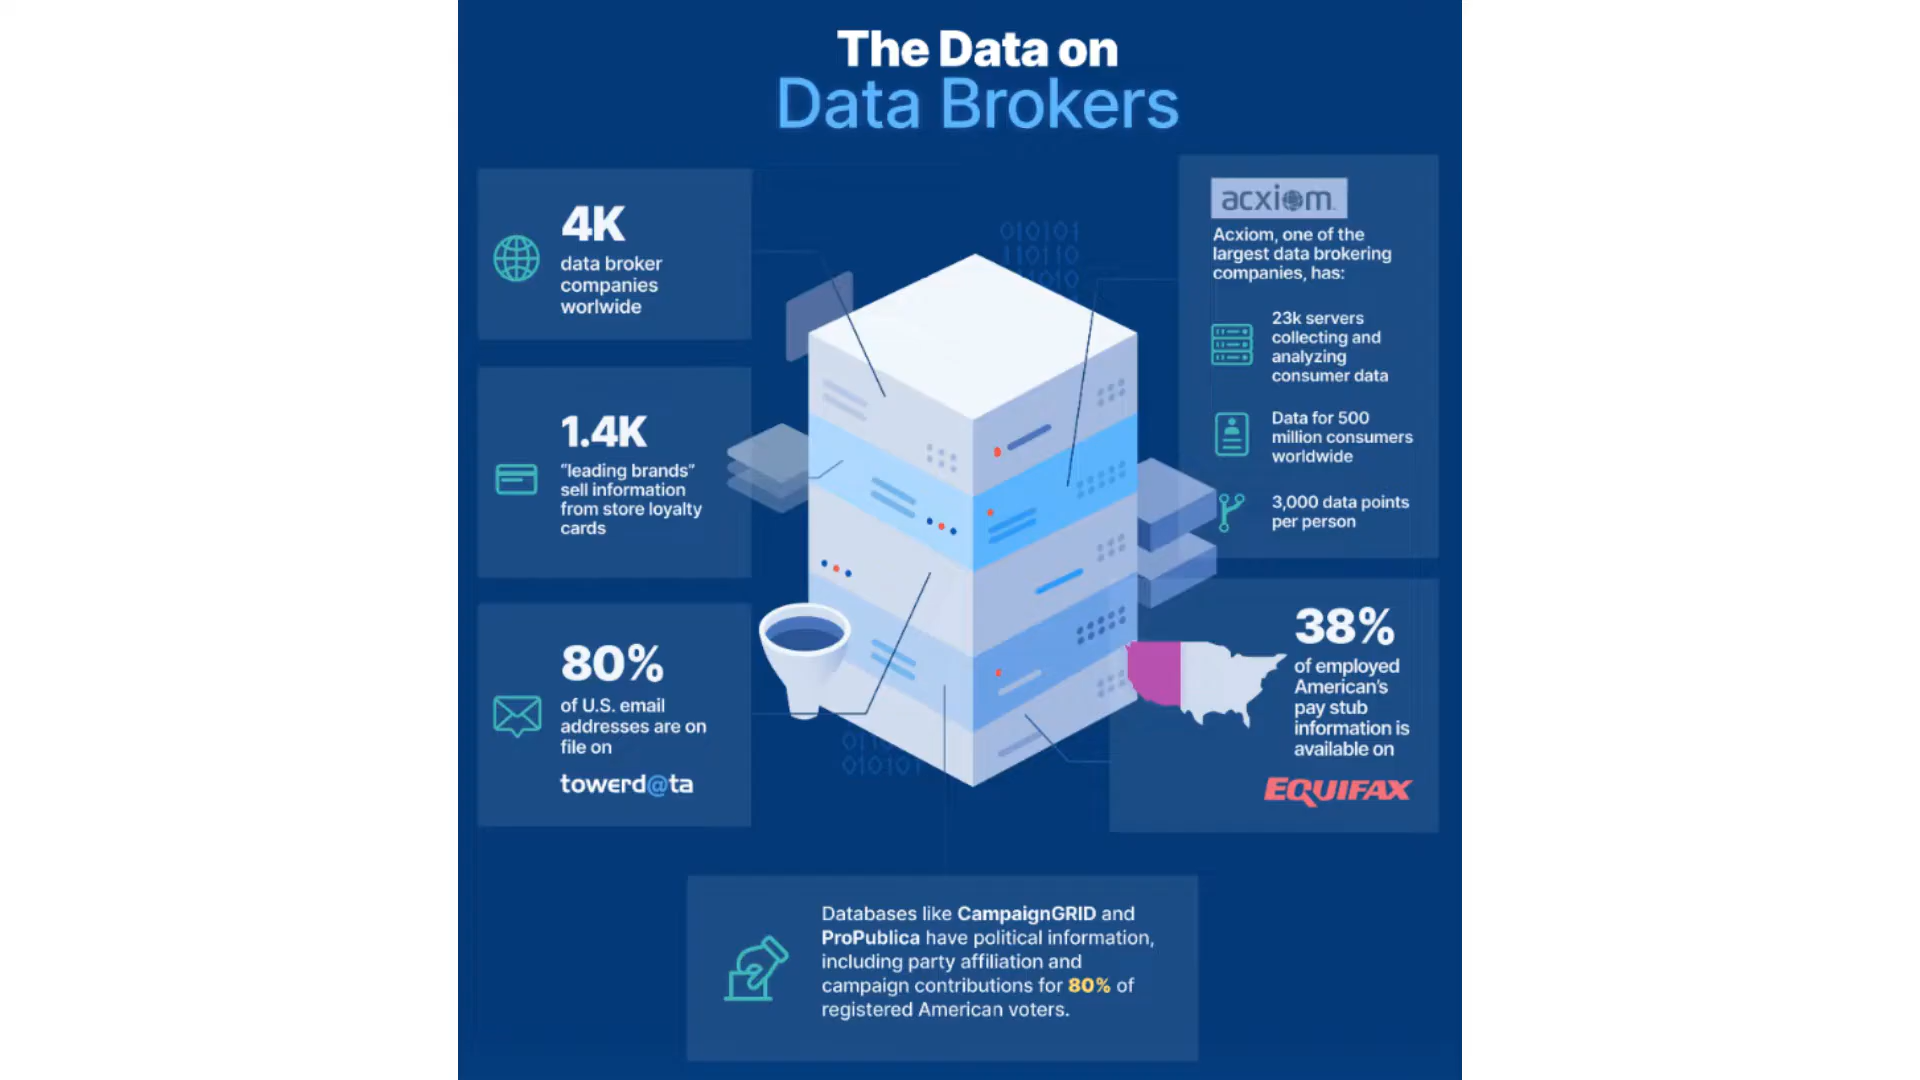 The Data on
Data Brokers
4K
data broker
companies
worlwide
1.4K
"leading brands"
sell information
from store loyalty
cards
80%
of U.S. email
addresses are on
file on
towerd@ta
010101
110110
acxiom
Acxiom, one of the
largest data brokering
companies, has:
23k servers
collecting and
analyzing
consumer data
Data for 500
million consumers
worldwide
3,000 data points
per person
38%
of employed
American's
pay stub
information is
available on
EQUIFAX
Databases like CampaignGRID and
ProPublica have political information,
including party affiliation and
campaign contributions for 80% of
registered American voters.